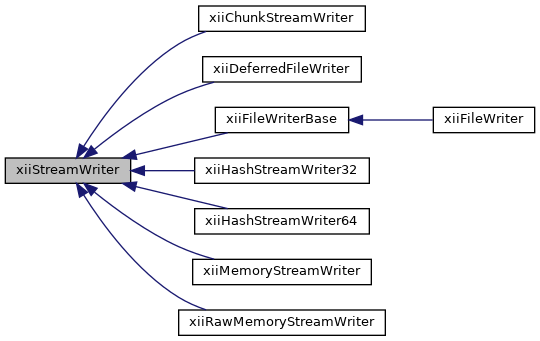 xiiChunkStreamWriter
xiiDeferredFileWriter
xiiFileWriterBase
xiiFileWriter
xiiStreamWriter
xiiHashStreamWriter32
xiiHashStreamWriter64
xiiMemoryStreamWriter
xiiRawMemoryStreamWriter